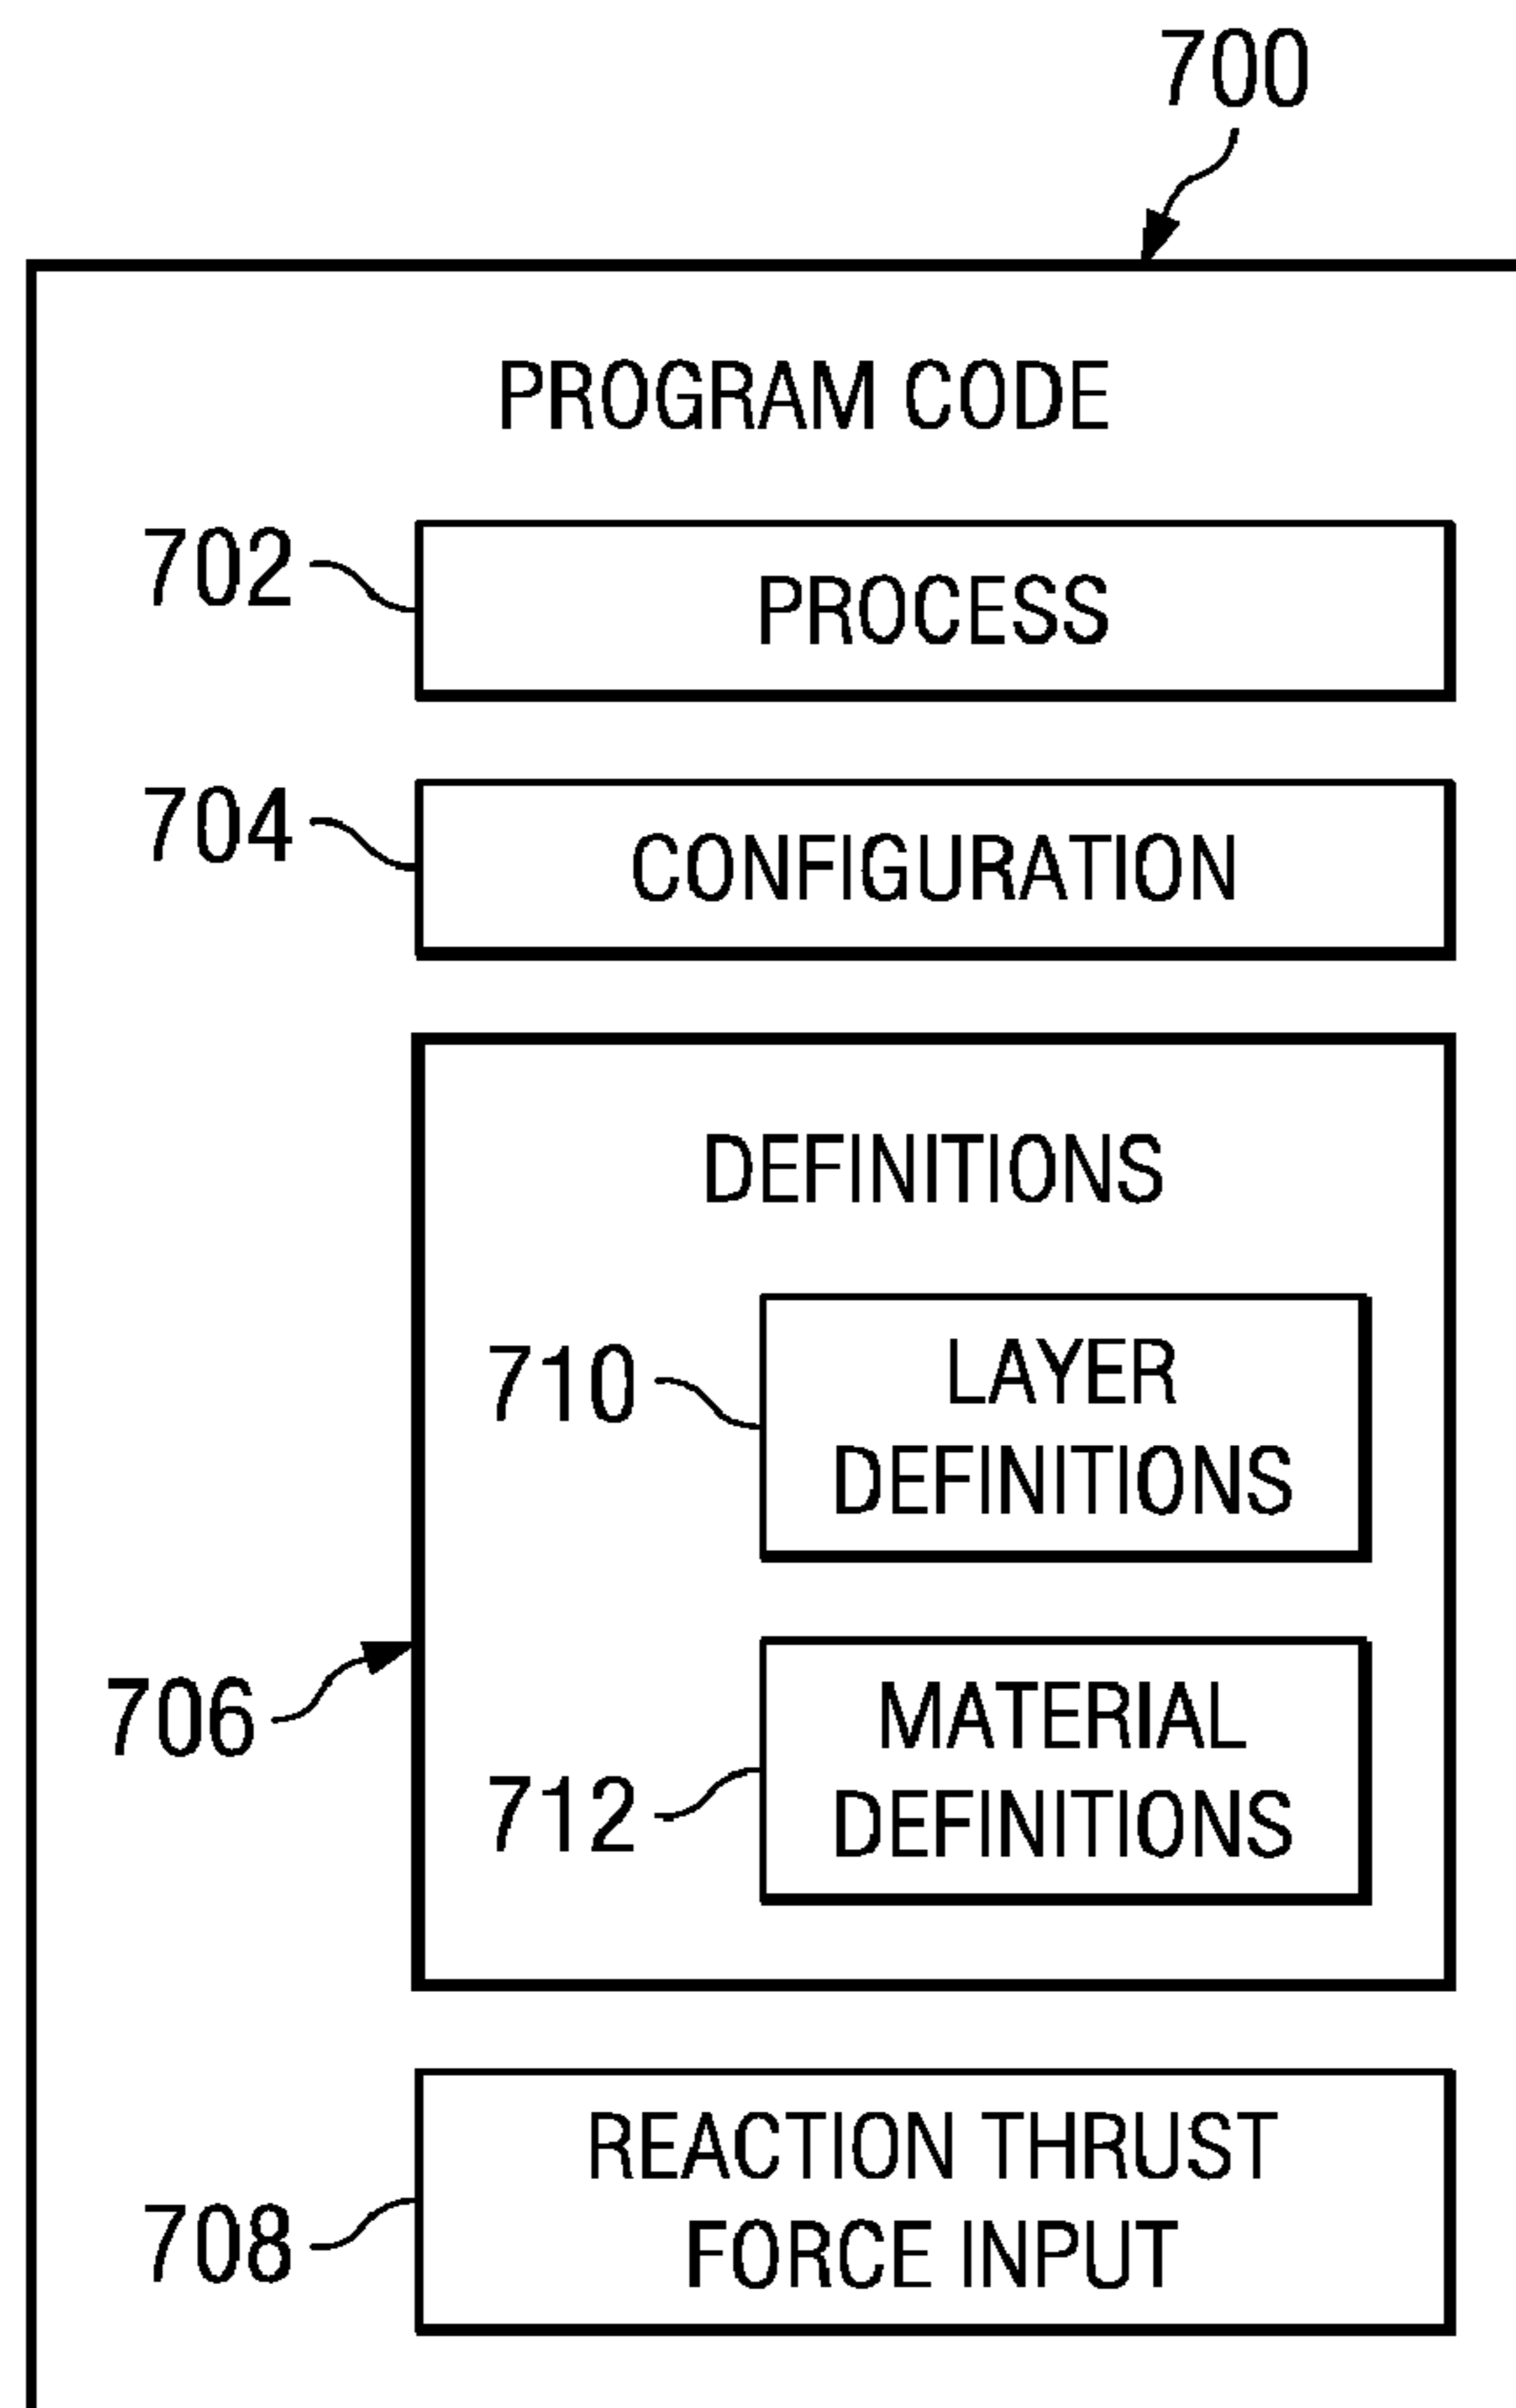 700
PROGRAM CODE
702
PROCESS
704
CONFIGURATION
DEFINITIONS
710
LAYER
DEFINITIONS
706
712
MATERIAL
DEFINITIONS
708
REACTION THRUST
FORCE INPUT